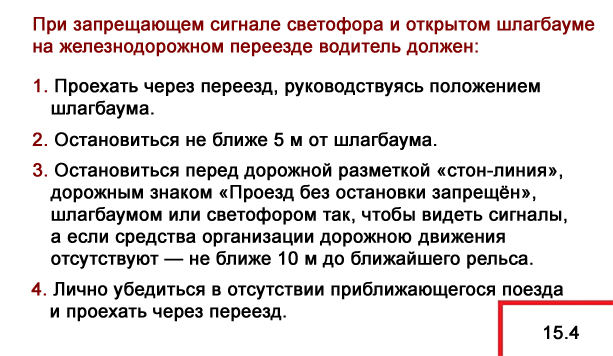 При запрещающем сигнале светофора и открытом шлагбауме
на железнодорожном переезде водитель должен:
1. Проехать через переезд, руководствуясь положением
шлагбаума.
2. Остановиться не ближе 5 м от шлагбаума.
3. Остановиться перед дорожной разметкой «стон-линия»,
дорожным знаком «Проезд без остановки запрещён»,
шлагбаумом или светофором так, чтобы видеть сигналы,
а если средства организации дорожною движения
отсутствуют — не ближе 10 м до ближайшего рельса.
4. Лично убедиться в отсутствии приближающегося поезда
и проехать через переезд.
15.4